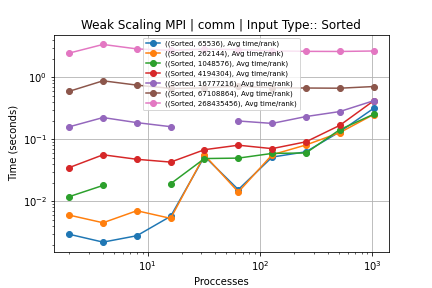 Weak Scaling MPI | comm | Input Type:: Sorted
((Sorted, 65536), Avg time/rank)
((Sorted, 262144), Avg time/rank)
((Sorted, 1048576), Avg time/rank)
((Sorted, 4194304), Avg time/rank)
((Sorted, 16777216), Avg time/rank)
((Sorted, 67108864), Avg time/rank)
((Sorted, 268435456), Avg time/rank)
Time (seconds)
10⁰
10⁻¹
10⁻²
10¹
10²
10³
Proccesses